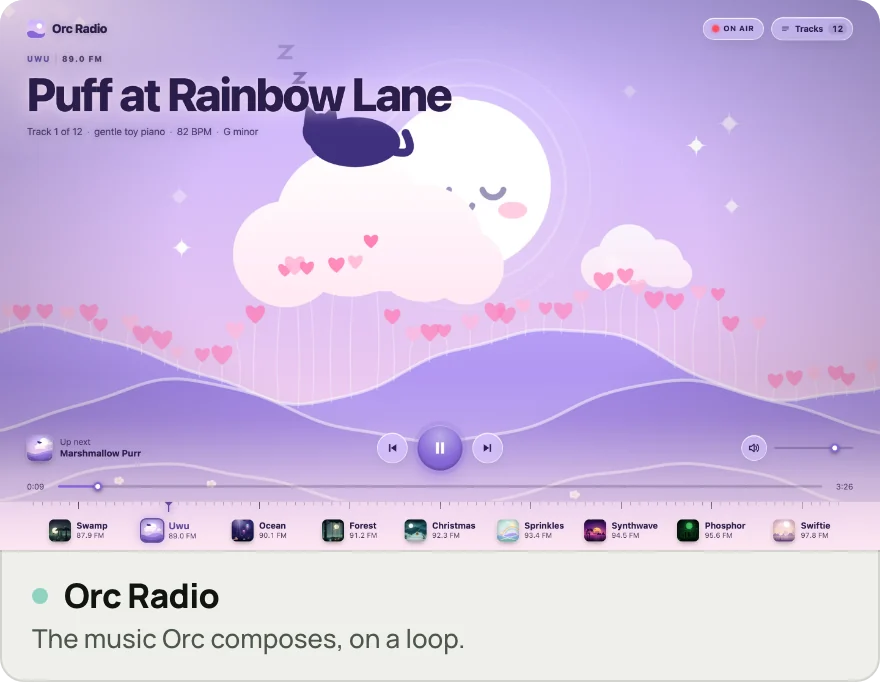 Orc Radio
ON AIR
Tracks 12
UWU 89.0 FM
z
z
Puff at Rainbow Lane
Track 1 of 12 · gentle toy piano · 82 BPM · G minor
Up next
Marshmallow Purr
0:09
3:26
Swamp
87.9 FM
Uwu
89.0 FM
Ocean
90.1 FM
Forest
91.2 FM
Christmas
92.3 FM
Sprinkles
93.4 FM
Synthwave
94.5 FM
Phosphor
95.6 FM
Swiftie
97.8 FM
Orc Radio
The music Orc composes, on a loop.